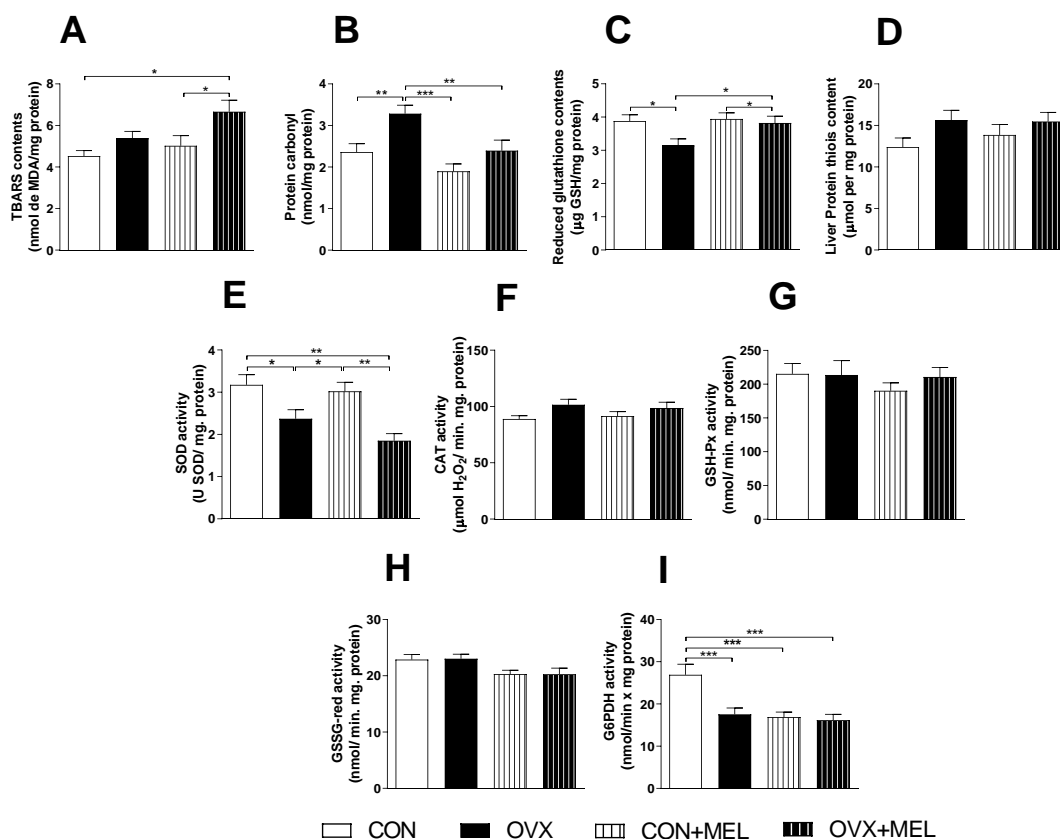 A
B
C
D
TBARS contents
(nmol de MDA/mg protein)
8
6
4
2
0
*
*
Protein carbonyl
(nmol/mg protein)
4
3
2
1
0
**
**
***
Reduced glutathione contents
(µg GSH/mg protein)
5
4
3
2
1
0
*
*
*
Liver Protein thiois content
(µmol per mg protein)
20
15
10
5
0
E
F
G
SOD activity
(U SOD/ mg. protein)
4
3
2
1
0
**
*
*
**
CAT activity
(µmol H₂O₂/ min. mg. protein)
150
100
50
0
GSH-Px activity
(nmol/ min. mg. protein)
250
200
150
100
50
0
H
I
GSSG-red activity
(nmol/ min. mg. protein)
30
20
10
0
G6PDH activity
(nmol/min x mg protein)
40
30
20
10
0
***
***
***
CON OVX CON+MEL OVX+MEL